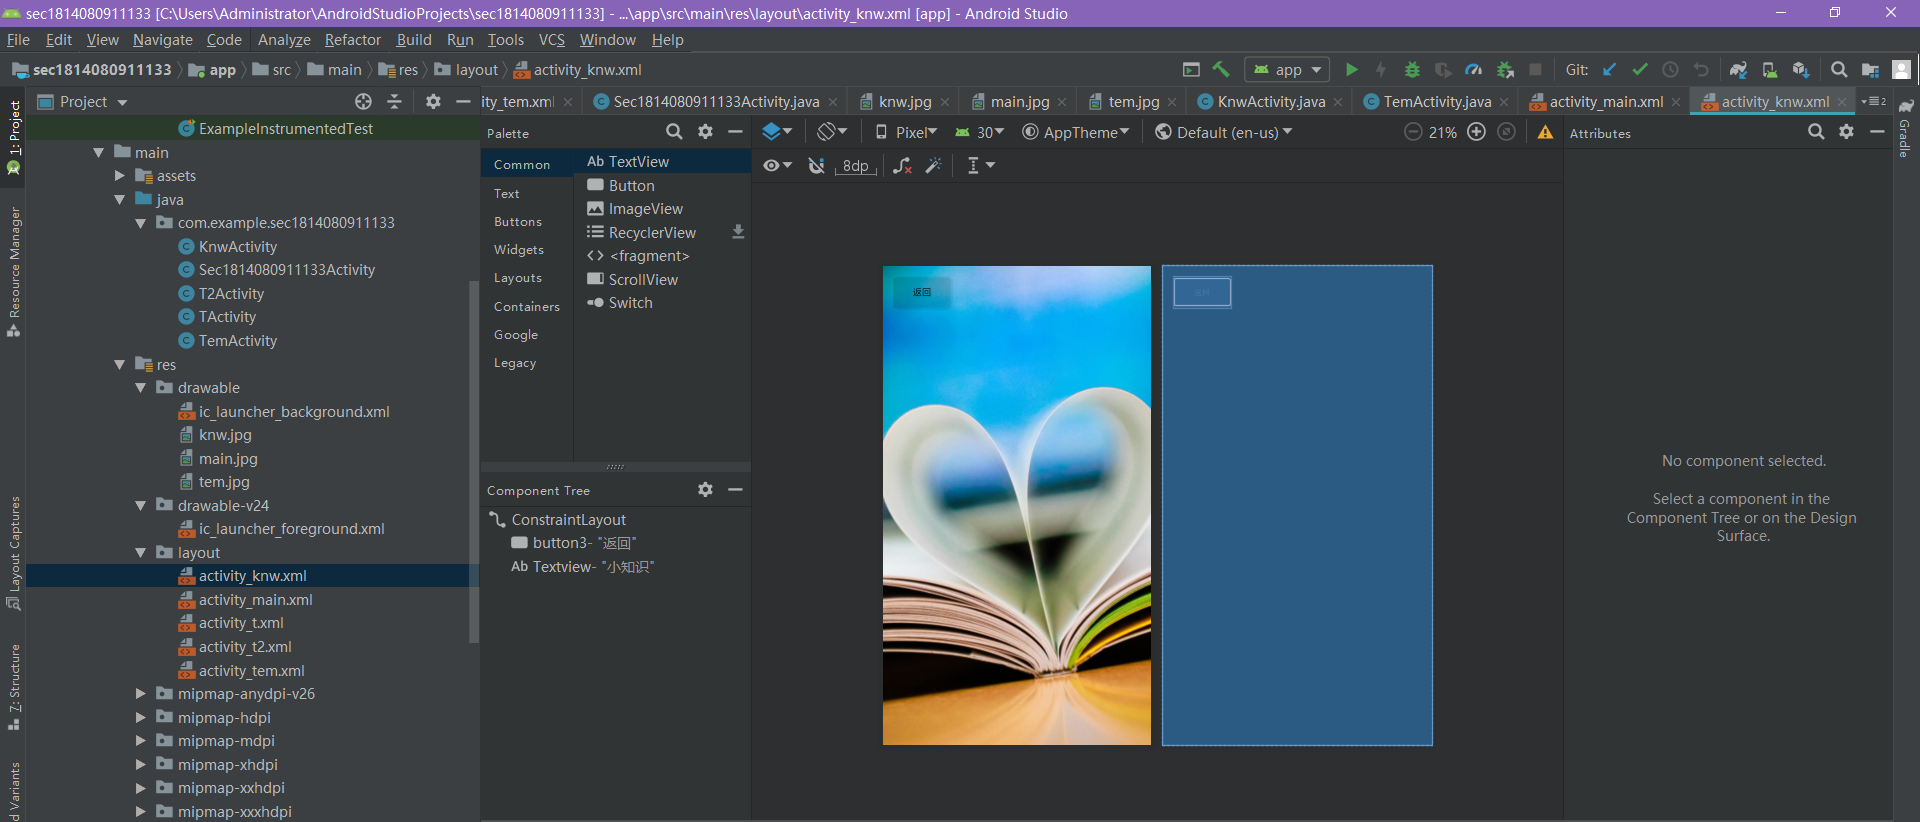 sec1814080911133 [C:\Users\Administrator\AndroidStudioProjects\sec1814080911133] - ...\app\src\main\res\layout\activity_knw.xml [app] - Android Studio
File Edit View Navigate Code Analyze Refactor Build Run Tools VCS Window Help
sec1814080911133 app src main res layout activity_knw.xml
app Git:
Project
ity_tem.xml Sec1814080911133Activity.java knw.jpg main.jpg tem.jpg KnwActivity.java TemActivity.java activity_main.xml activity_knw.xml 2
1: Project
Resource Manager
Layout Captures
7: Structure
d Variants
Gradle
ExampleInstrumentedTest
main
assets
java
com.example.sec1814080911133
KnwActivity
Sec1814080911133Activity
T2Activity
TActivity
TemActivity
res
drawable
ic_launcher_background.xml
knw.jpg
main.jpg
tem.jpg
drawable-v24
ic_launcher_foreground.xml
layout
activity_knw.xml
activity_main.xml
activity_t.xml
activity_t2.xml
activity_tem.xml
mipmap-anydpi-v26
mipmap-hdpi
mipmap-mdpi
mipmap-xhdpi
mipmap-xxhdpi
mipmap-xxxhdpi
Palette
Common
Text
Buttons
Widgets
Layouts
Containers
Google
Legacy
Ab TextView
Button
ImageView
RecyclerView
<fragment>
ScrollView
Switch
Component Tree
ConstraintLayout
button3- "返回"
Ab Textview- "小知识"
Pixel 30 AppTheme Default (en-us) 21%
8dp
返回
Attributes
No component selected.
Select a component in the
Component Tree or on the Design
Surface.